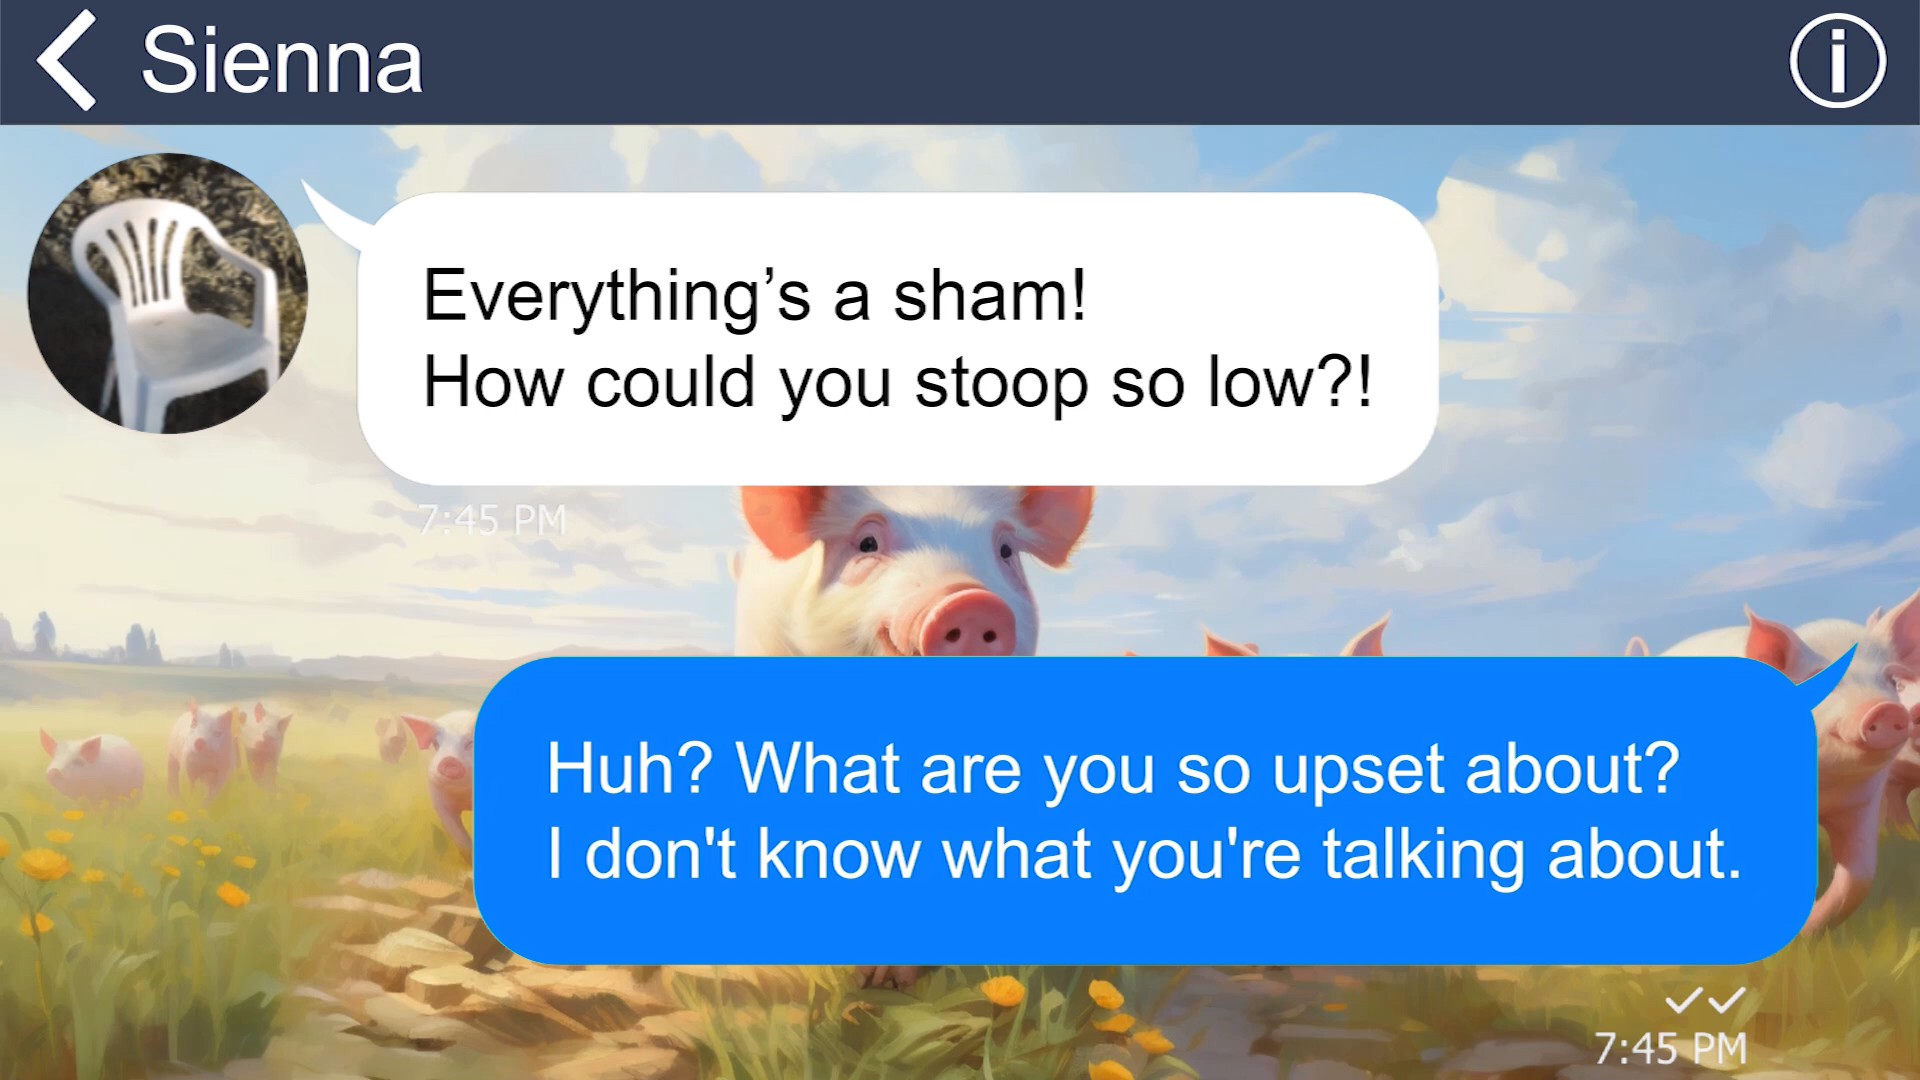 Sienna
Everything’s a sham!
How could you stoop so low?!
7:45 PM
Huh? What are you so upset about?
I don't know what you're talking about.
7:45 PM